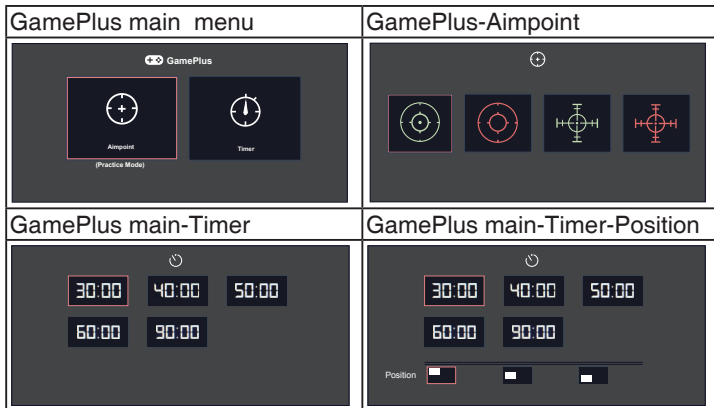 GamePlus main menu
GamePlus-Aimpoint
GamePlus
Aimpoint
Timer
(Practice Mode)
GamePlus main-Timer
GamePlus main-Timer-Position
30:00 40:00 50:00
60:00 90:00
30:00 40:00 50:00
60:00 90:00
Position